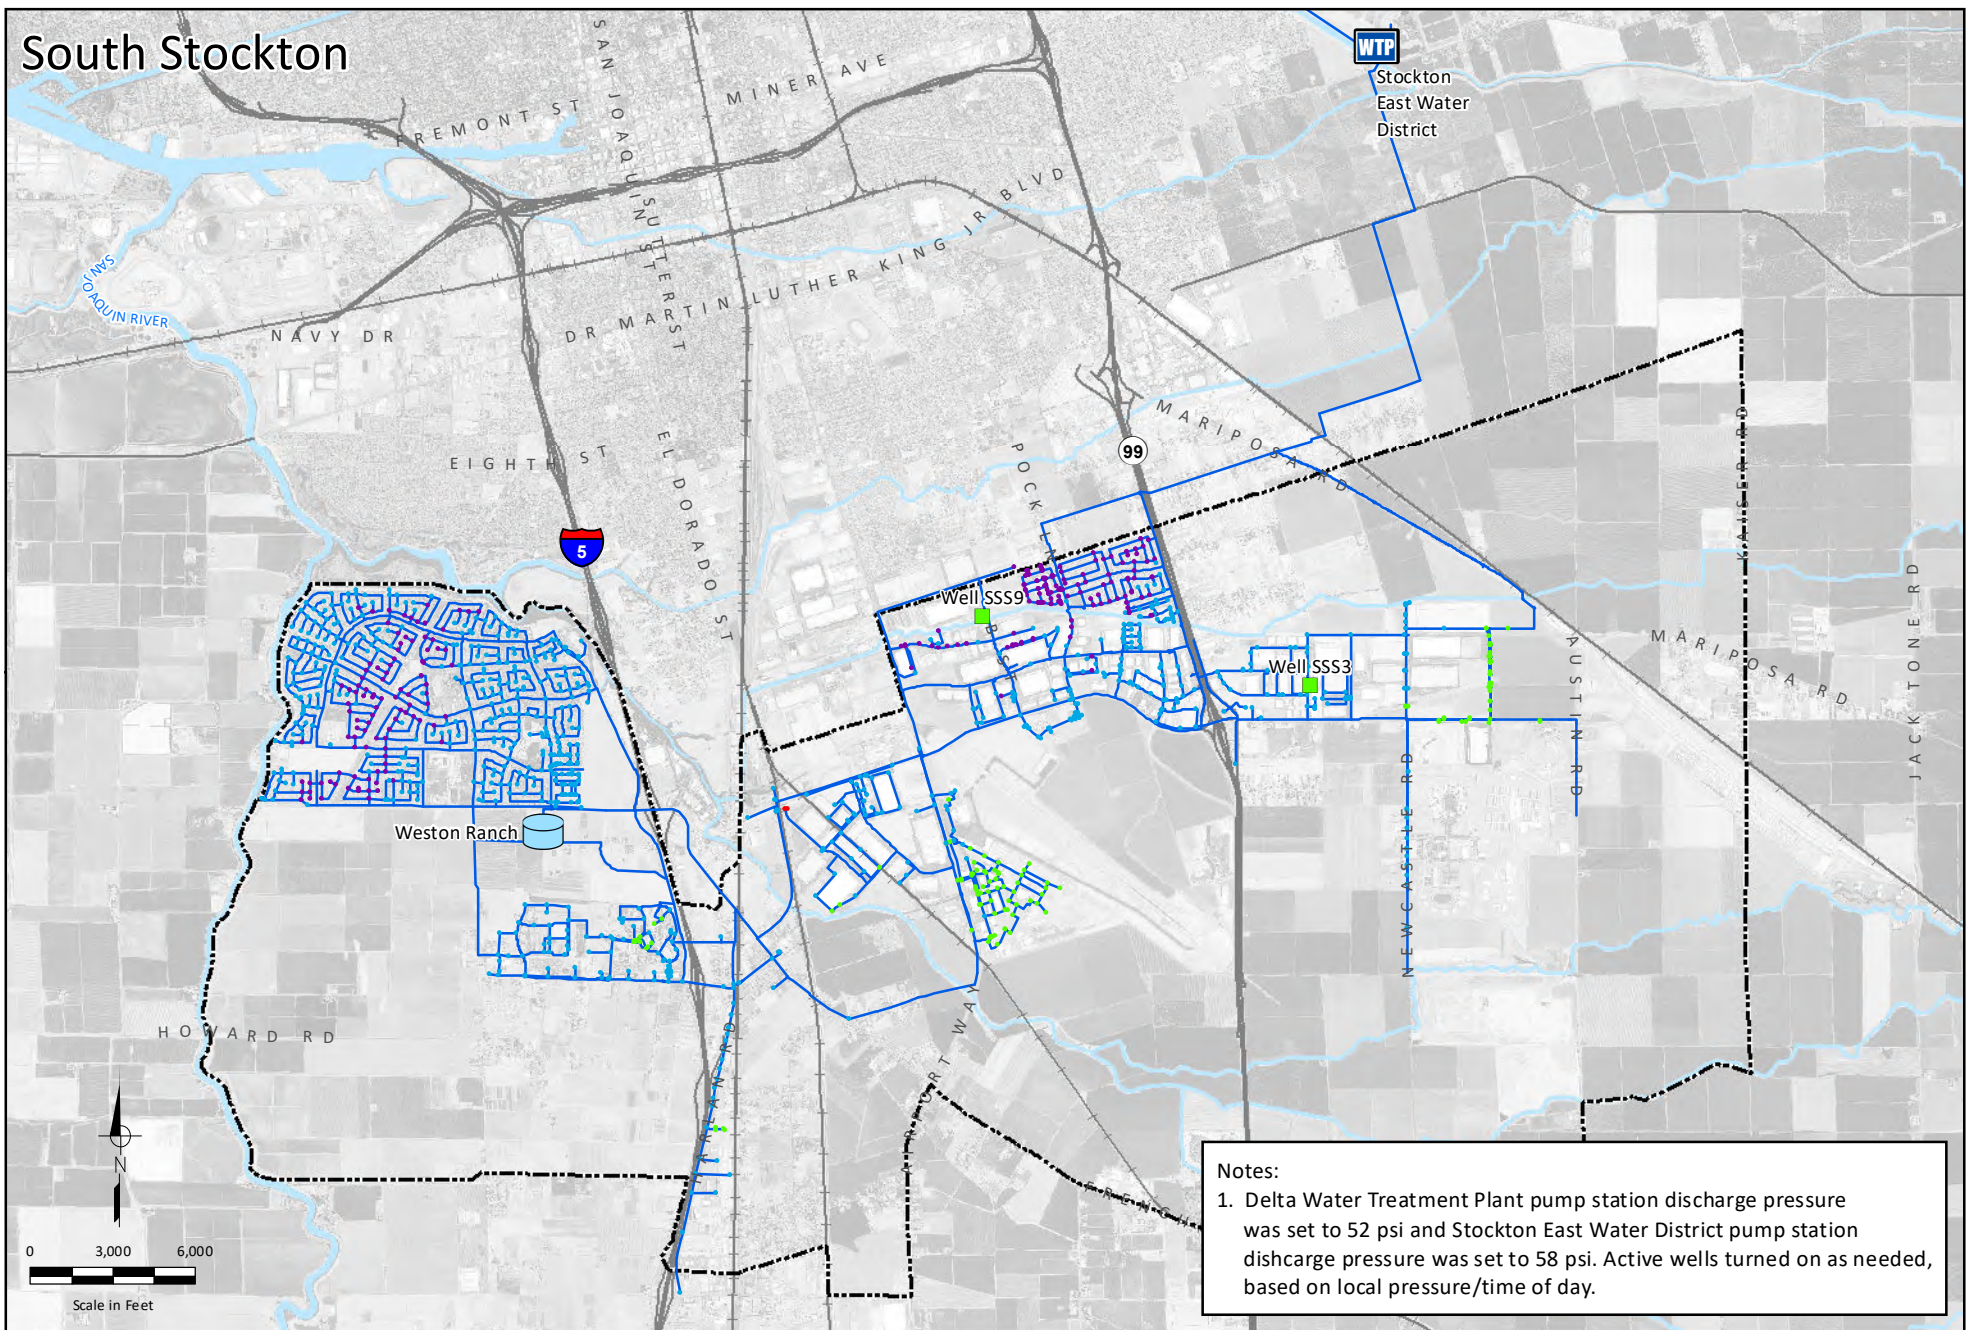 South Stockton
WTP
Stockton
East Water
District
SAN JOAQUIN ST
FREMONT ST
MINER AVE
SUTTER ST
DR MARTIN LUTHER KING JR BLVD
SAN JOAQUIN RIVER
NAVY DR
EIGHTH ST
EL DORADO ST
POCK LN
99
MARIPOSA RD
KAISER RD
JACK TONE RD
5
Well SSS9
B ST
Well SSS3
AUSTIN RD
MARIPOSA RD
NEWCASTLE RD
Weston Ranch
HOWARD RD
HARLAN RD
AIRPORT WAY
FRENCH
N
0 3,000 6,000
Scale in Feet
Notes:
1. Delta Water Treatment Plant pump station discharge pressure
was set to 52 psi and Stockton East Water District pump station
dishcarge pressure was set to 58 psi. Active wells turned on as needed,
based on local pressure/time of day.